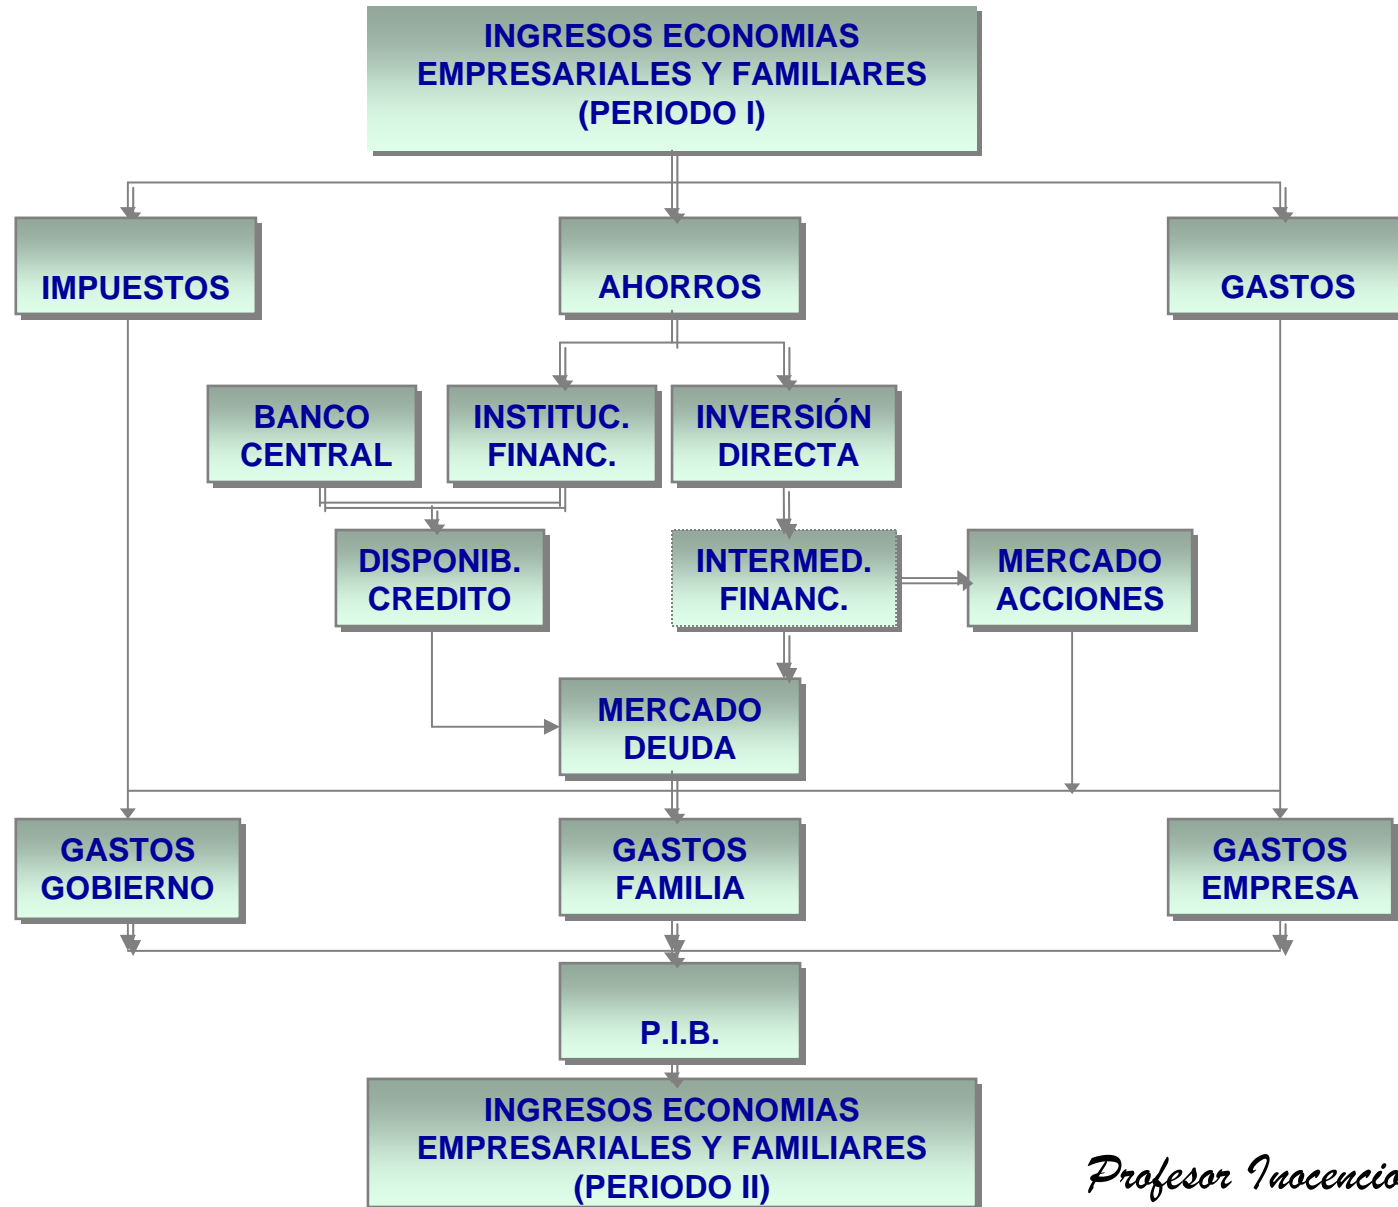 INGRESOS ECONOMIAS
EMPRESARIALES Y FAMILIARES
(PERIODO I)
IMPUESTOS
AHORROS
GASTOS
BANCO
CENTRAL
INSTITUC.
FINANC.
INVERSIÓN
DIRECTA
DISPONIB.
CREDITO
INTERMED.
FINANC.
MERCADO
ACCIONES
MERCADO
DEUDA
GASTOS
GOBIERNO
GASTOS
FAMILIA
GASTOS
EMPRESA
P.I.B.
INGRESOS ECONOMIAS
EMPRESARIALES Y FAMILIARES
(PERIODO II)
Profesor Inocencio